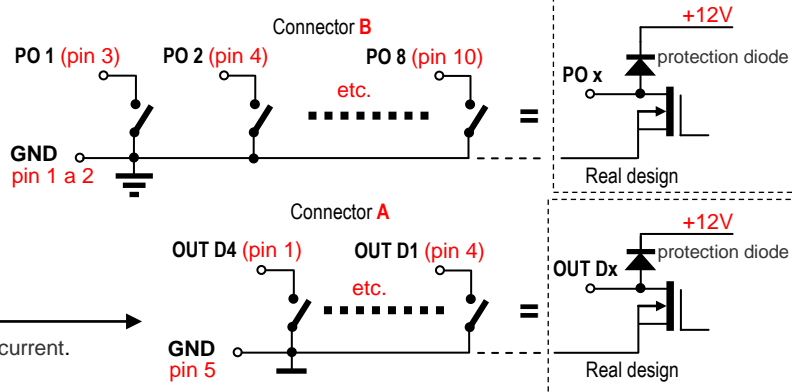 Connector B
PO 1 (pin 3)
PO 2 (pin 4)
PO 8 (pin 10)
etc.
GND
pin 1 a 2
=
+12V
protection diode
PO x
Real design
Connector A
OUT D4 (pin 1)
OUT D1 (pin 4)
etc.
current.
GND
pin 5
=
+12V
protection diode
OUT Dx
Real design